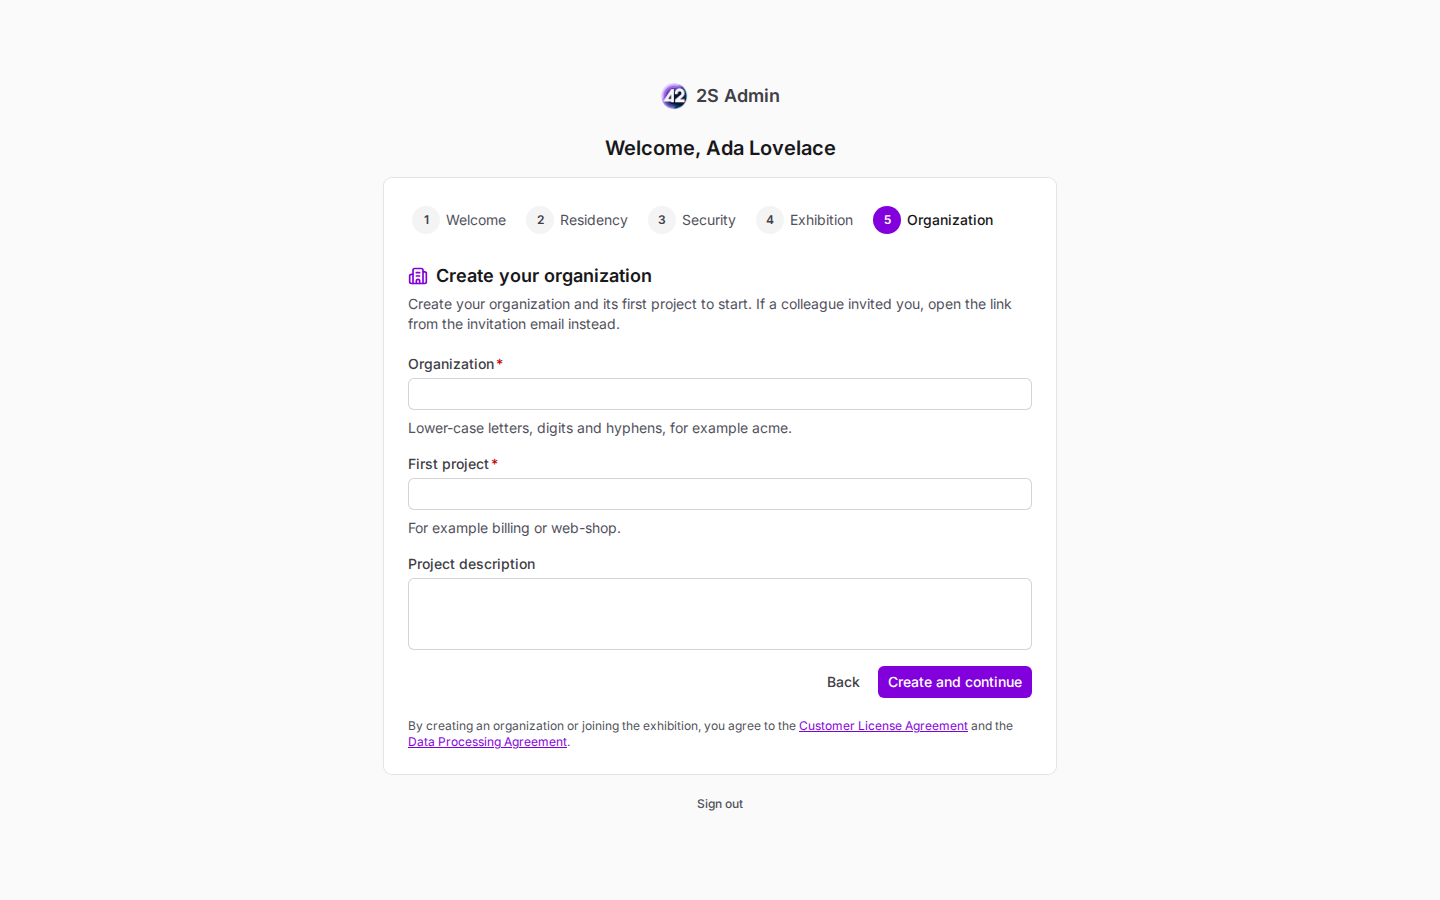 42 2S Admin
Welcome, Ada Lovelace
1 Welcome 2 Residency 3 Security 4 Exhibition 5 Organization
Create your organization
Create your organization and its first project to start. If a colleague invited you, open the link
from the invitation email instead.
Organization*
Lower-case letters, digits and hyphens, for example acme.
First project*
For example billing or web-shop.
Project description
Back Create and continue
By creating an organization or joining the exhibition, you agree to the Customer License Agreement and the
Data Processing Agreement.
Sign out